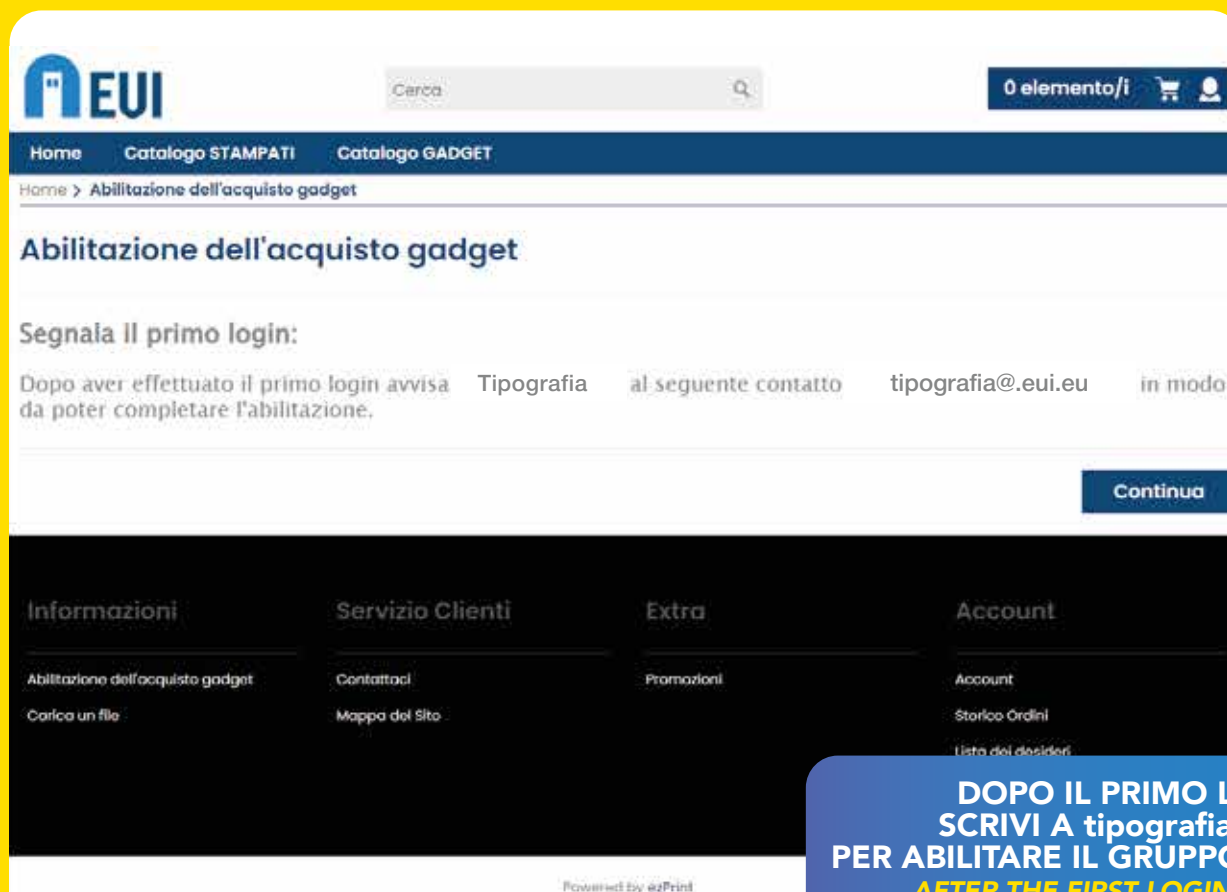 EUI
Cerca
0 elemento/i
Home Catalogo STAMPATI Catalogo GADGET
Home > Abilitazione dell'acquisto gadget
Abilitazione dell'acquisto gadget
Segnala il primo login:
Dopo aver effettuato il primo login avvisa Tipografia al seguente contatto tipografia@.eui.eu in modo
da poter completare l'abilitazione.
Continua
Informazioni Servizio Clienti Extra Account
Abilitazione dell'acquisto gadget Contattaci Promozioni Account
Carica un file Mappa del Sito Storico Ordini
Lista dei desideri
DOPO IL PRIMO L
SCRIVI A tipografia
PER ABILITARE IL GRUPPO
AFTER THE FIRST LOGIN
Powered by ezPrint